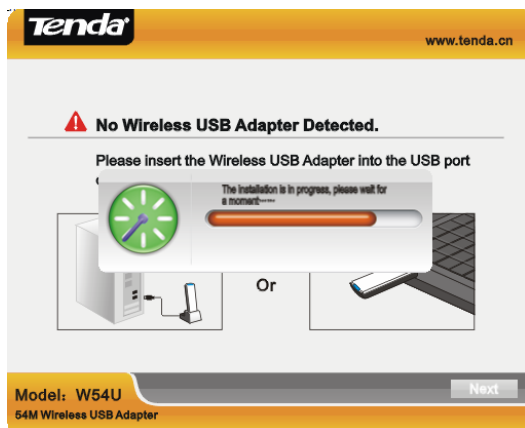 Tenda
www.tenda.cn
No Wireless USB Adapter Detected.
Please insert the Wireless USB Adapter into the USB port
The installation is in progress, please wait for
a moment
Or
Next
Model: W54U
54M Wireless USB Adapter